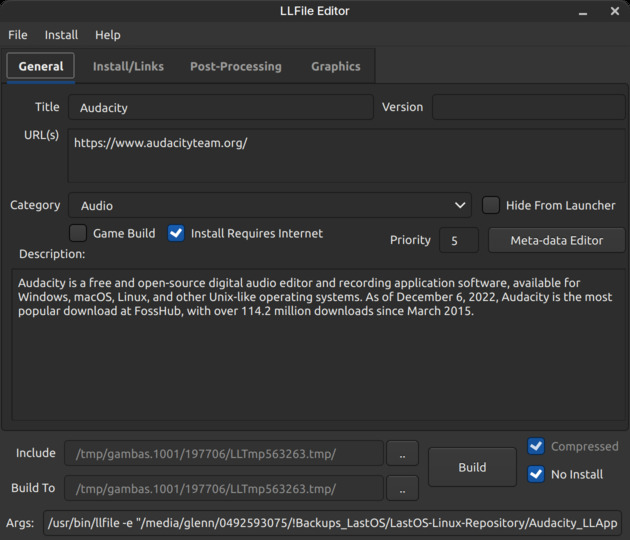 LLFile Editor
File Install Help
General Install/Links Post-Processing Graphics
Title Audacity Version
URL(s) https://www.audacityteam.org/
Category Audio Hide From Launcher
Game Build Install Requires Internet Priority 5 Meta-data Editor
Description:
Audacity is a free and open-source digital audio editor and recording application software, available for
Windows, macOS, Linux, and other Unix-like operating systems. As of December 6, 2022, Audacity is the most
popular download at FossHub, with over 114.2 million downloads since March 2015.
Include /tmp/gambas.1001/197706/LLTmp563263.tmp/ .. Build Compressed
Build To /tmp/gambas.1001/197706/LLTmp563263.tmp/ .. No Install
Args: /usr/bin/llfile -e "/media/glenn/0492593075/!Backups_LastOS/LastOS-Linux-Repository/Audacity_LLApp